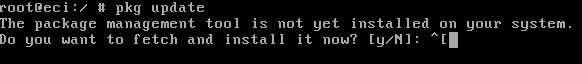 root@eci:/ # pkg update
The package management tool is not yet installed on your system.
Do you want to fetch and install it now? [y/N]: ^[